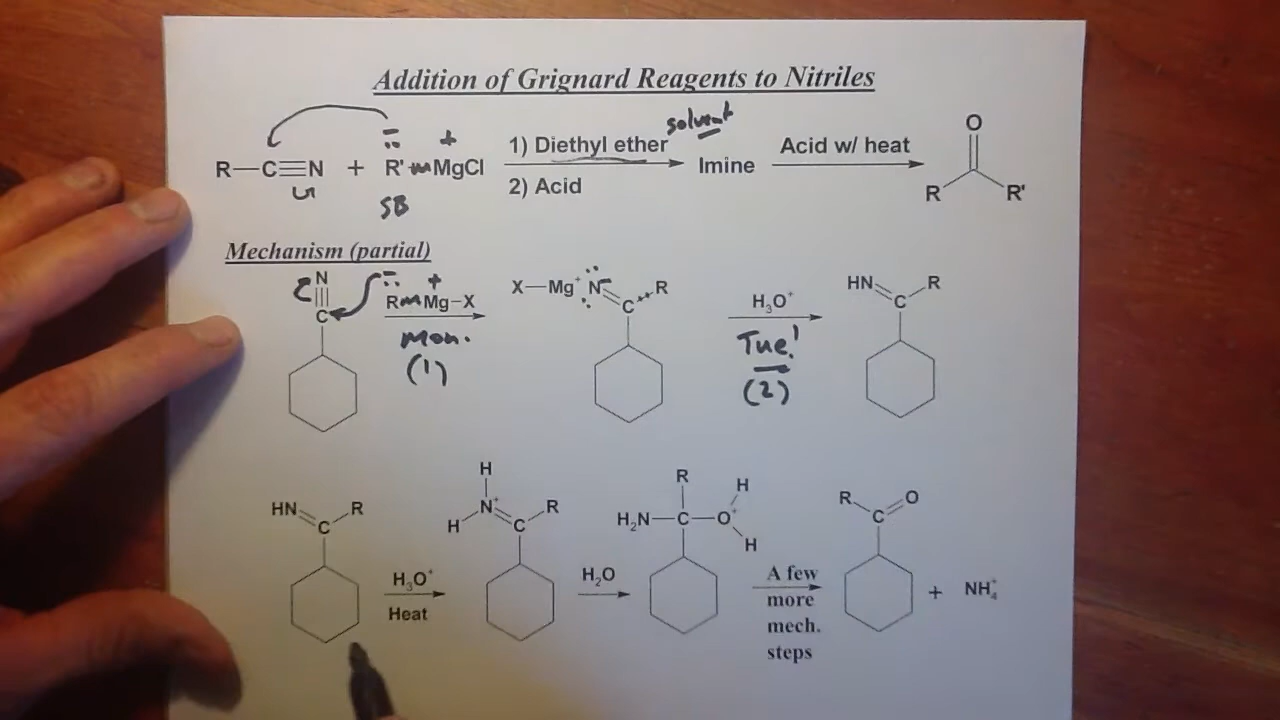 Addition of Grignard Reagents to Nitriles
R—C≡N + R' MgCl 1) Diethyl ether solvent Imine Acid w/ heat O
2) Acid R R'
SB
Mechanism (partial)
N
C
R Mg–X
Mon.
(1)
X—Mg⁺ N
C R
H₃O⁺
Tue!
(2)
HN
C R
HN
C R
H₃O⁺
Heat
H
H N⁺
C R
H₂O
R
H₂N—C—O⁺
H
H
A few
more
mech.
steps
R
C O
+ NH₄⁺